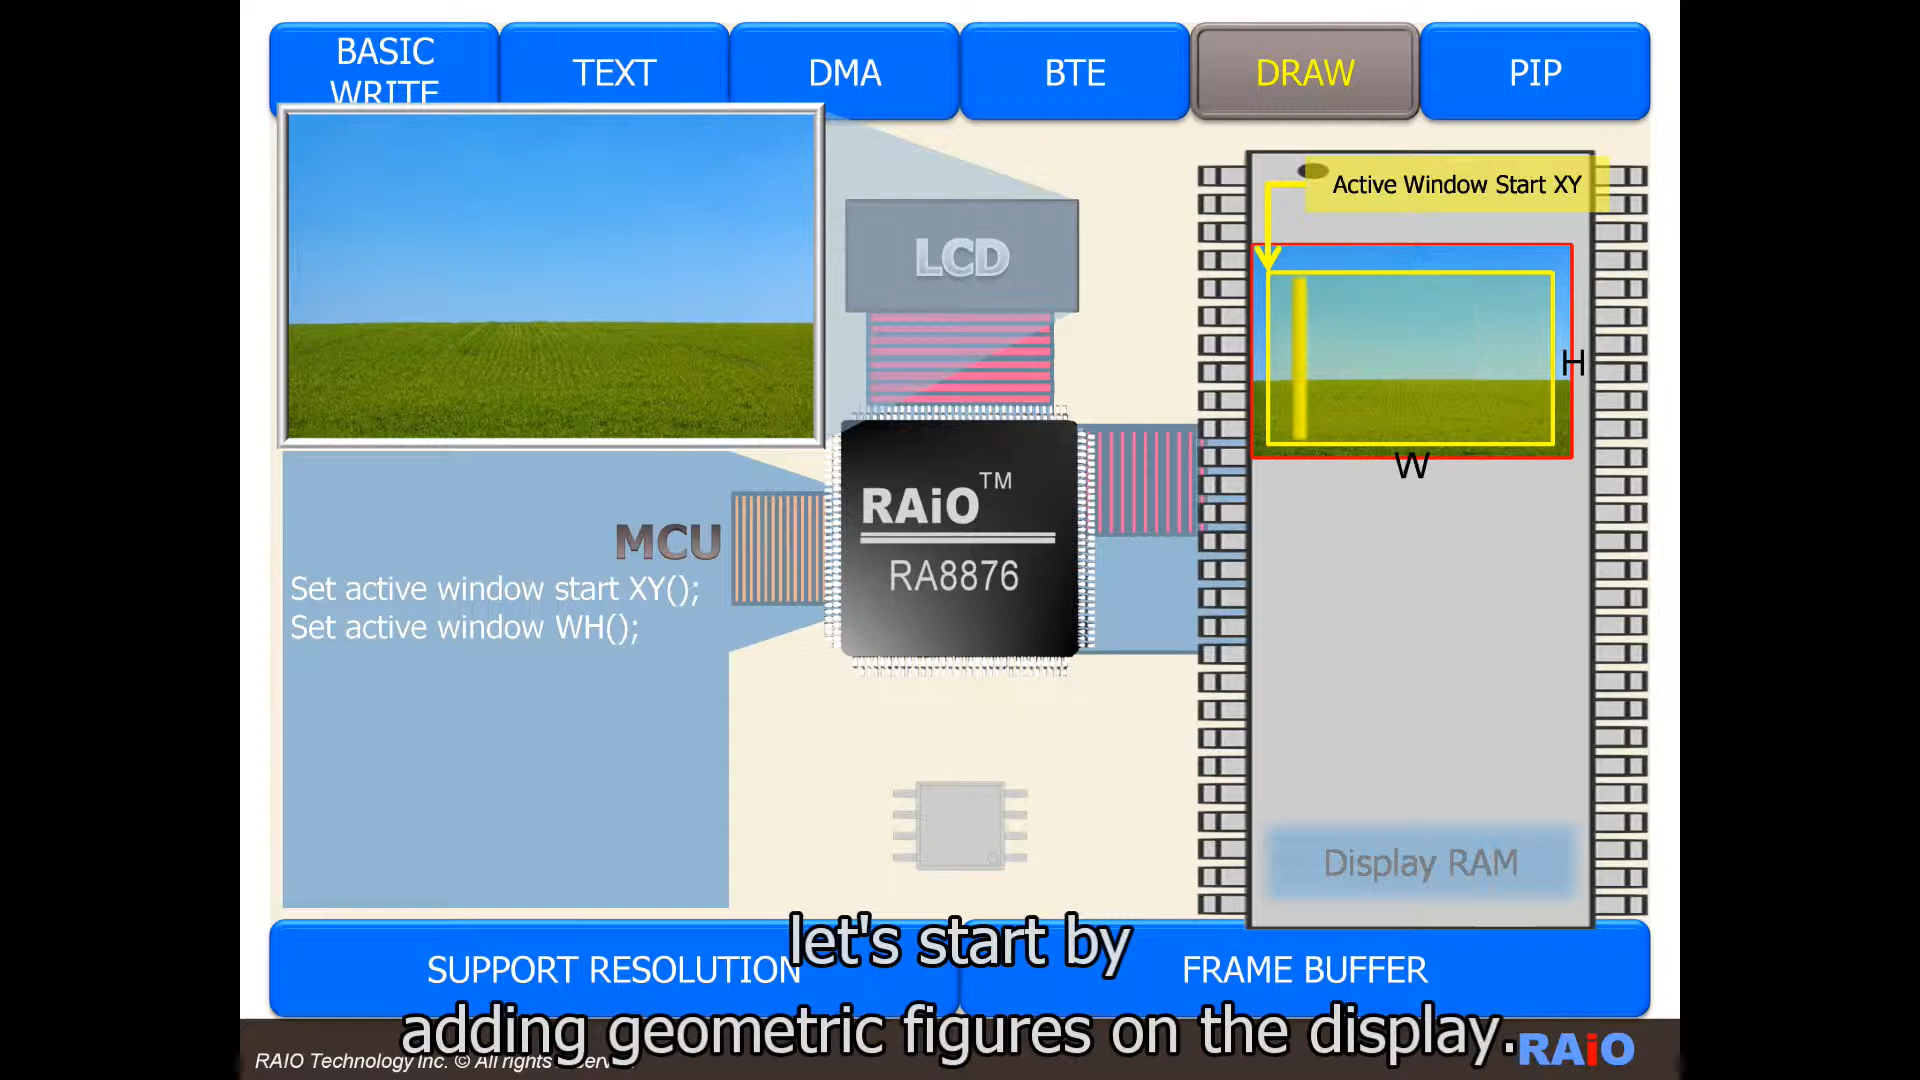 BASIC
WRITE
TEXT
DMA
BTE
DRAW
PIP
Active Window Start XY
LCD
H
W
RAiO™
RA8876
MCU
Set active window start XY();
Set active window WH();
Display RAM
SUPPORT RESOLUTION
FRAME BUFFER
let's start by
adding geometric figures on the display.
RAIO Technology Inc. © All rights
RAiO